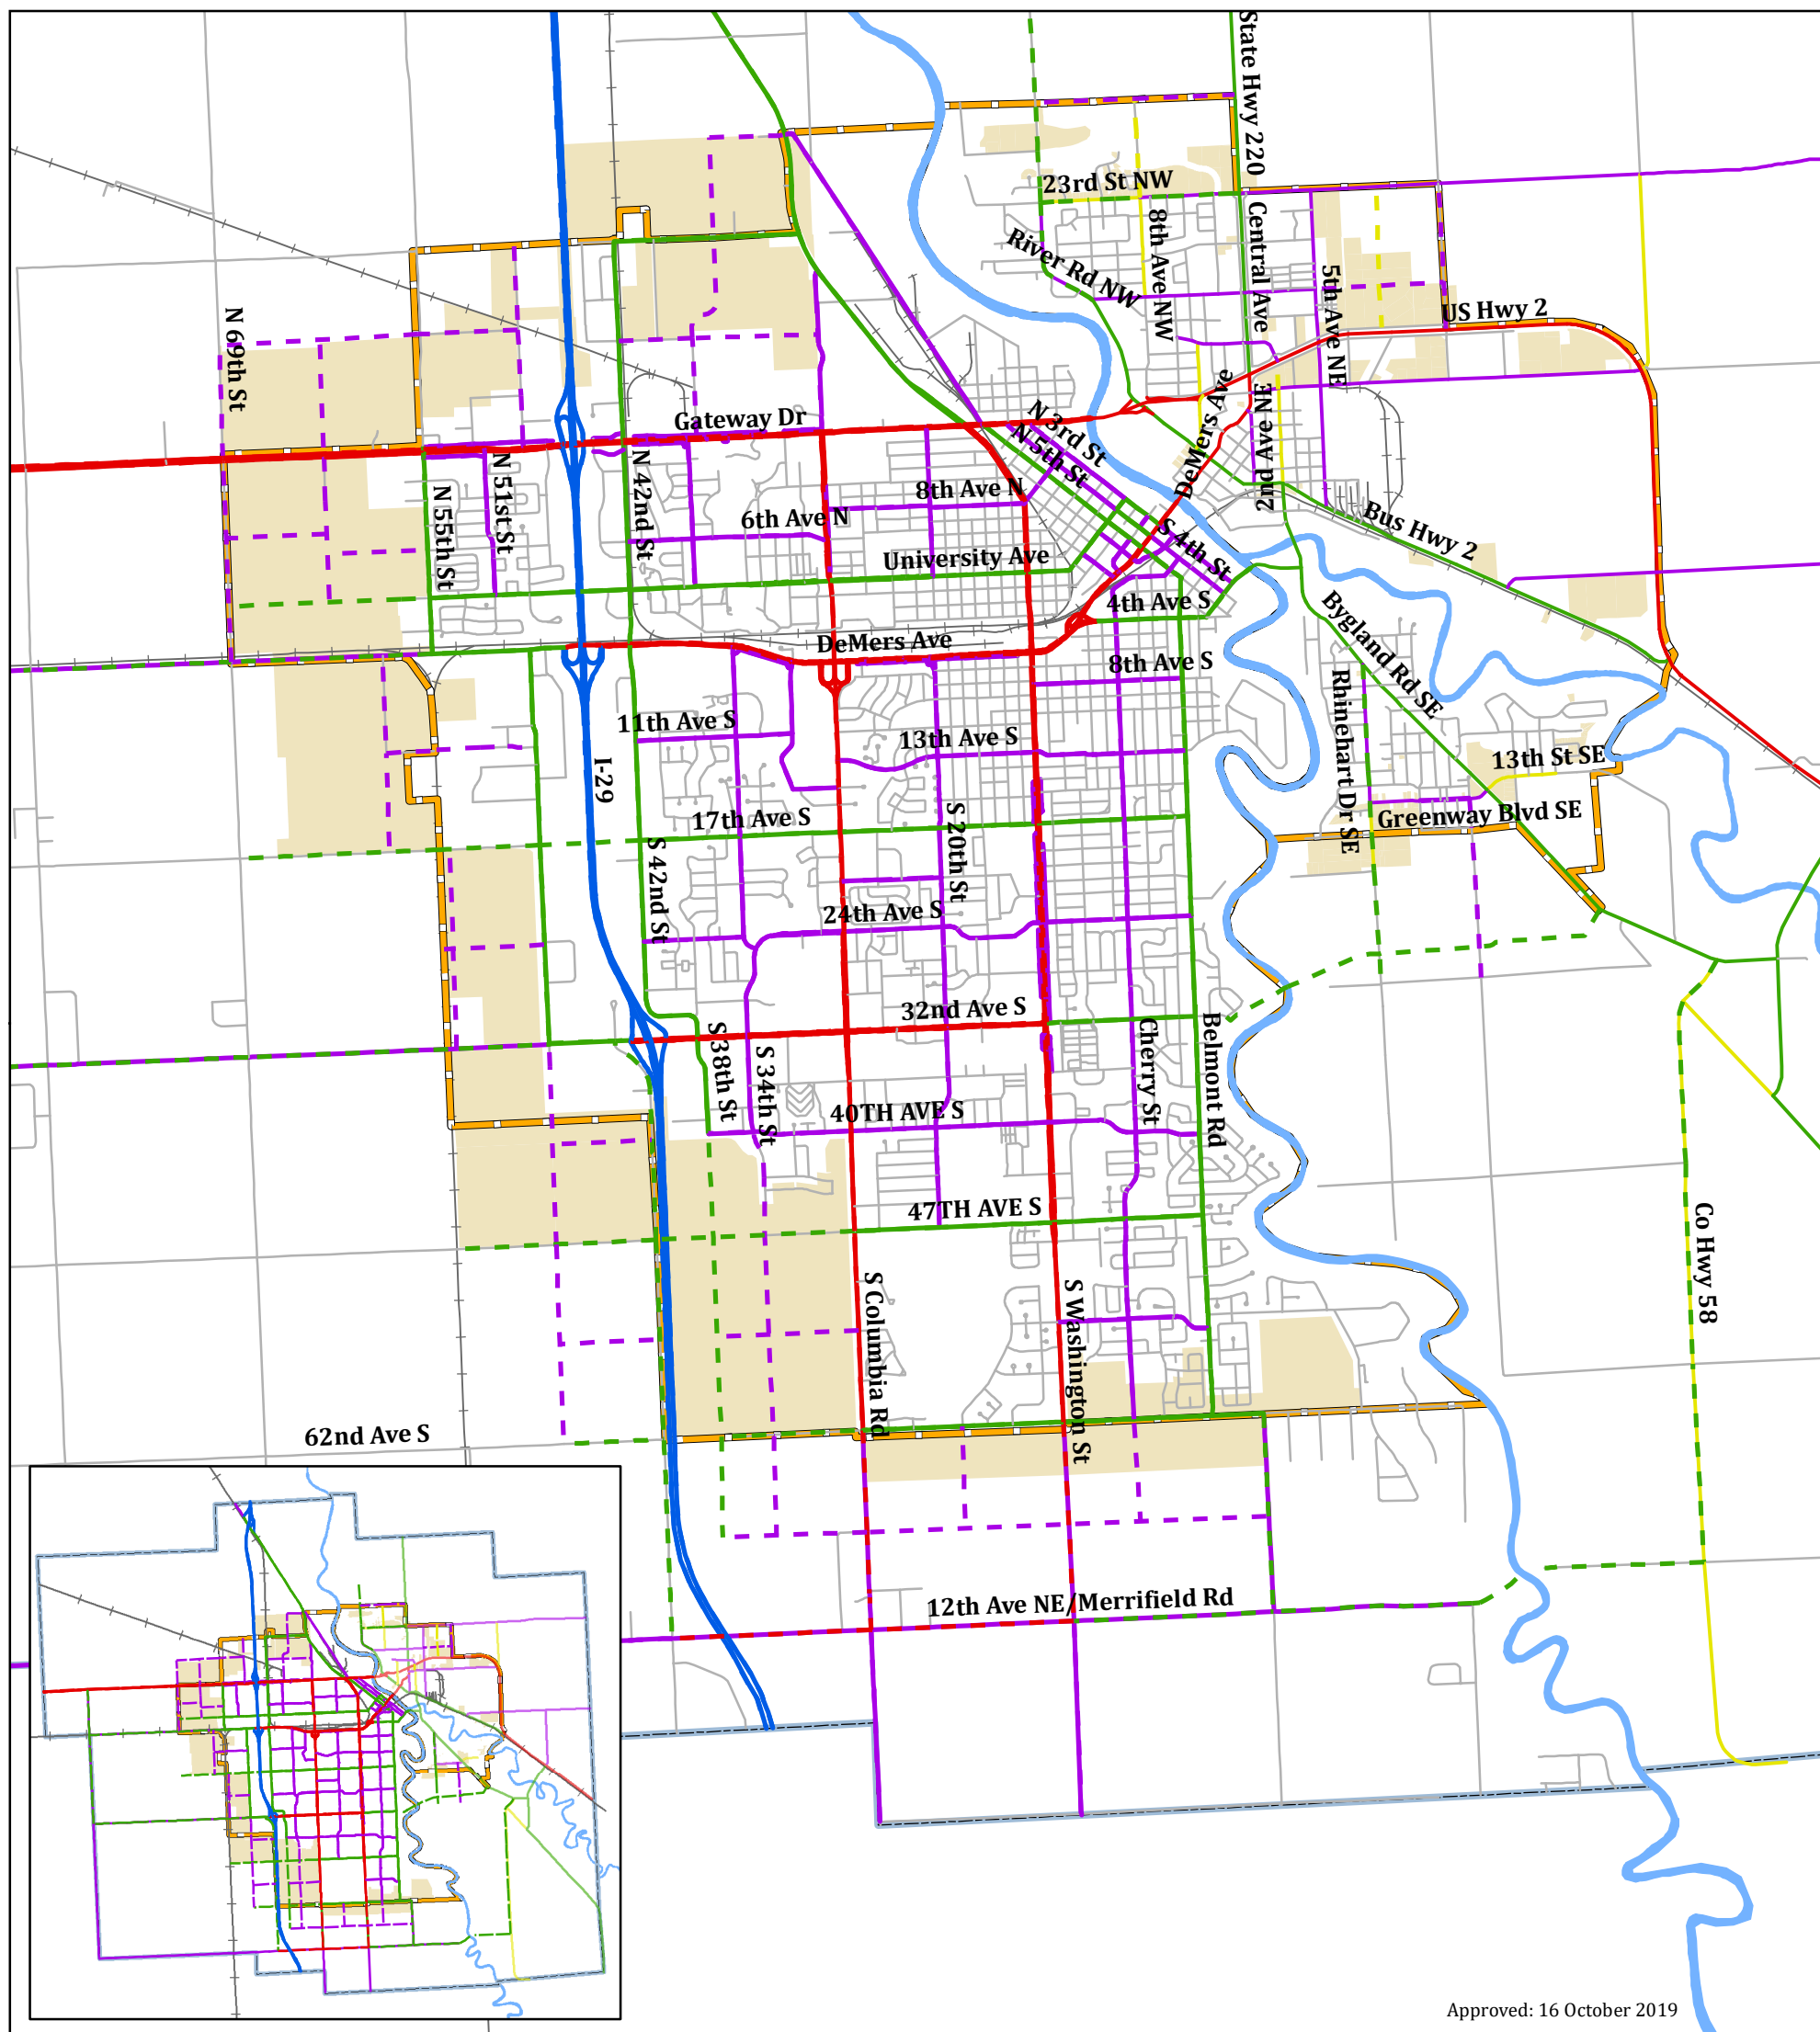 State Hwy 220
23rd St NW
8th Ave NW
Central Ave
River Rd NW
5th Ave NE
US Hwy 2
N 69th St
Gateway Dr
N 3rd St
N 5th St
DeMers Ave
2nd Ave NE
N 55th St
N 51st St
N 42nd St
8th Ave N
6th Ave N
University Ave
S 4th St
Bus Hwy 2
4th Ave S
DeMers Ave
8th Ave S
Bygland Rd SE
Rhinehart Dr SE
11th Ave S
13th Ave S
13th St SE
I-29
17th Ave S
S 20th St
Greenway Blvd SE
S 42nd St
24th Ave S
32nd Ave S
S 38th St
S 34th St
Cherry St
Belmont Rd
40TH AVE S
47TH AVE S
Co Hwy 58
S Columbia Rd
S Washington St
62nd Ave S
12th Ave NE/Merrifield Rd
Approved: 16 October 2019